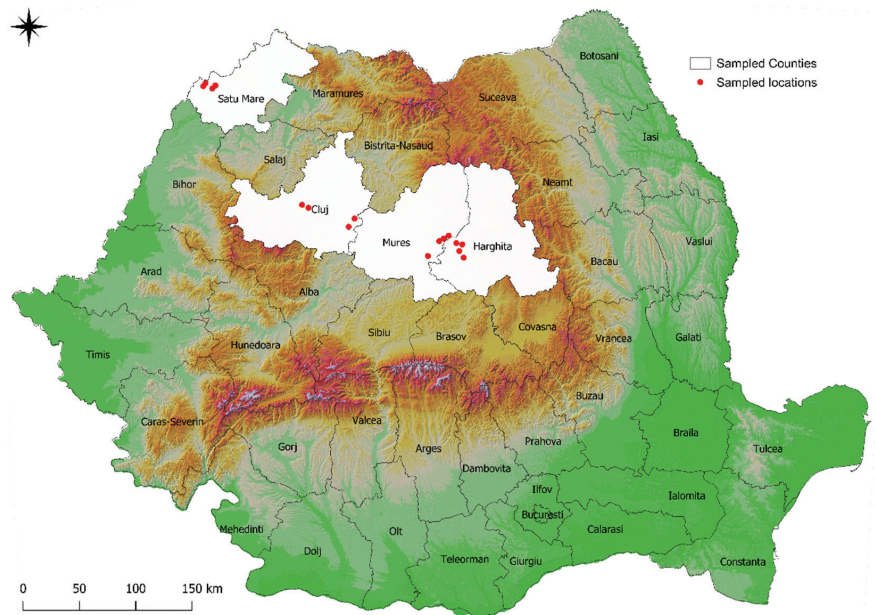 Botosani
Sampled Counties
Sampled locations
Satu Mare
Maramures
Suceava
Iasi
Salaj
Bistrita-Nasaud
Bihor
Neamt
Cluj
Mures
Harghita
Vaslui
Bacau
Arad
Alba
Sibiu
Brasov
Covasna
Hunedoara
Vrancea
Galati
Timis
Buzau
Caras-Severin
Valcea
Braila
Gorj
Arges
Prahova
Tulcea
Dambovita
Ilfov
Ialomita
Bucuresti
Mehedinti
Olt
Calarasi
Dolj
Teleorman
Giurgiu
Constanta
0 50 100 150 km